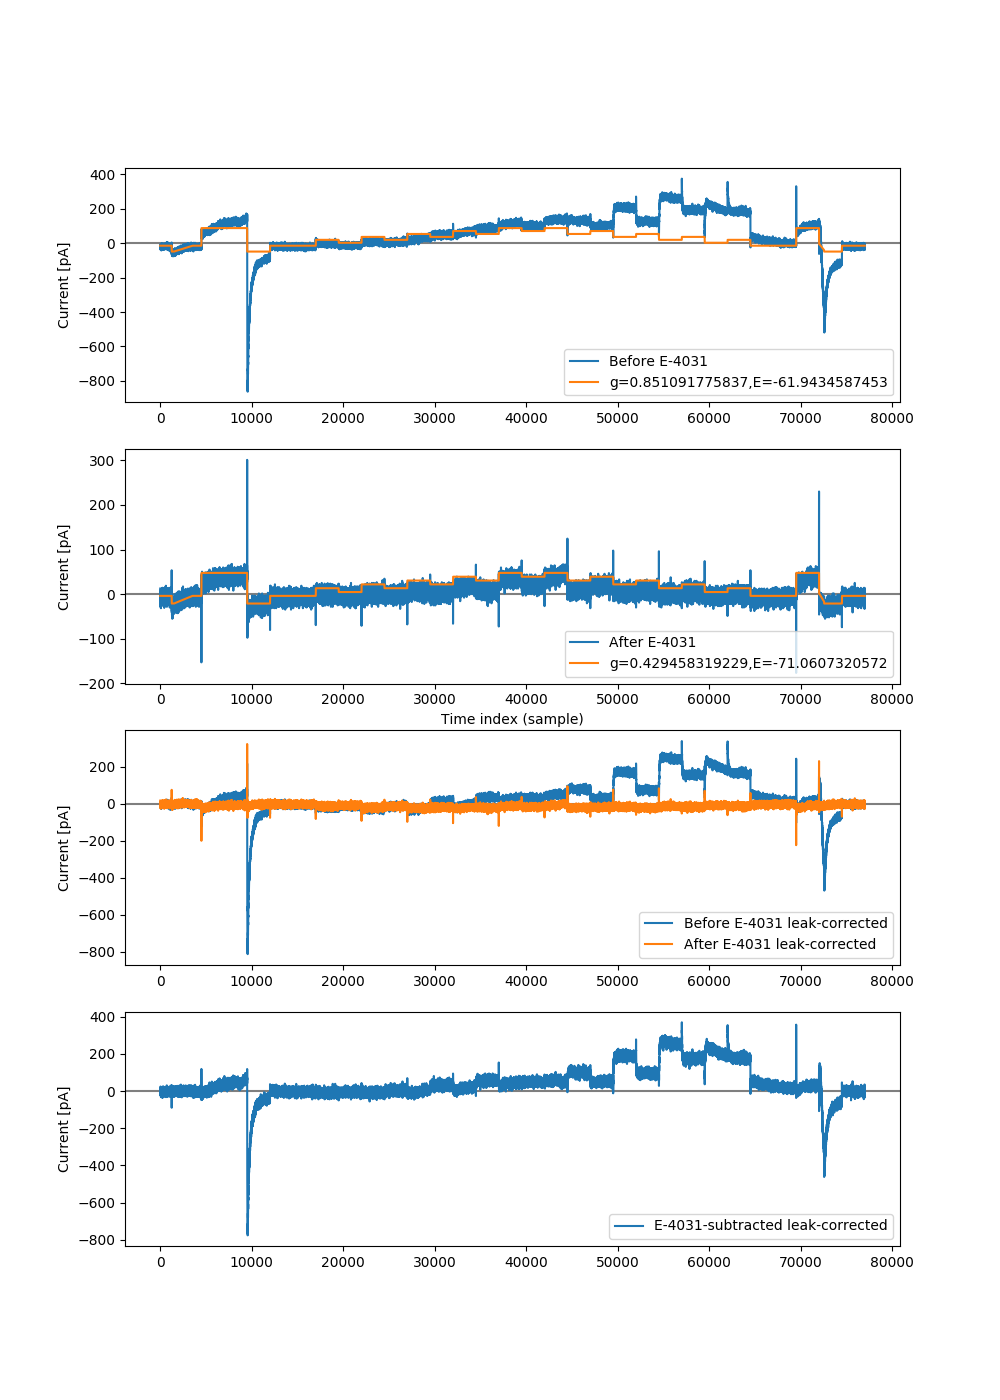 400
200
0
−200
−400
−600
−800
Current [pA]
Before E-4031
g=0.851091775837,E=-61.9434587453
0 10000 20000 30000 40000 50000 60000 70000 80000
300
200
100
0
−100
−200
Current [pA]
After E-4031
g=0.429458319229,E=-71.0607320572
0 10000 20000 30000 40000 50000 60000 70000 80000
Time index (sample)
200
0
−200
−400
−600
−800
Current [pA]
Before E-4031 leak-corrected
After E-4031 leak-corrected
0 10000 20000 30000 40000 50000 60000 70000 80000
400
200
0
−200
−400
−600
−800
Current [pA]
E-4031-subtracted leak-corrected
0 10000 20000 30000 40000 50000 60000 70000 80000